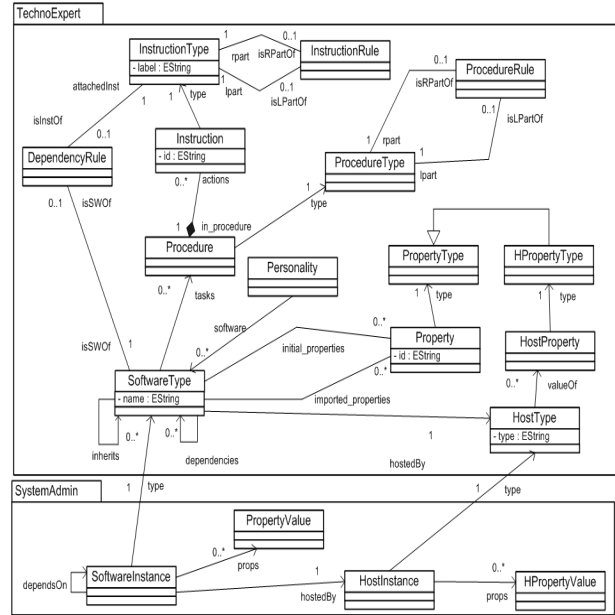 TechnoExpert
InstructionType
- label : EString
1
rpart
0..1
isRPartOf
InstructionRule
1
lpart
0..1
isLPartOf
attachedInst
1
1
type
isInstOf
0..1
DependencyRule
0..1
isSWOf
Instruction
- id : EString
0..*
actions
1
in_procedure
Procedure
0..*
tasks
0..1
isRPartOf
ProcedureRule
0..1
isLPartOf
1
rpart
1
lpart
ProcedureType
1
type
Personality
software
0..*
PropertyType
HPropertyType
1
type
1
type
0..*
Property
- id : EString
0..*
initial_properties
imported_properties
HostProperty
0..*
valueOf
isSWOf
1
SoftwareType
- name : EString
0..*
inherits
0..*
dependencies
1
hostedBy
HostType
- type : EString
SystemAdmin
1
type
1
type
PropertyValue
0..*
props
dependsOn
SoftwareInstance
1
hostedBy
HostInstance
0..*
props
HPropertyValue